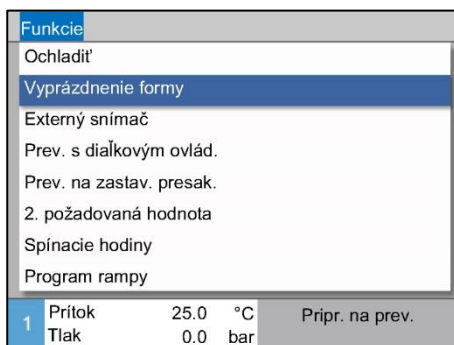 Funkcie
Ochladiť
Vyprázdnenie formy
Externý snímač
Prev. s diaľkovým ovlád.
Prev. na zastav. presak.
2. požadovaná hodnota
Spínacie hodiny
Program rampy
1 Prítok 25.0 °C Pripr. na prev.
Tlak 0.0 bar